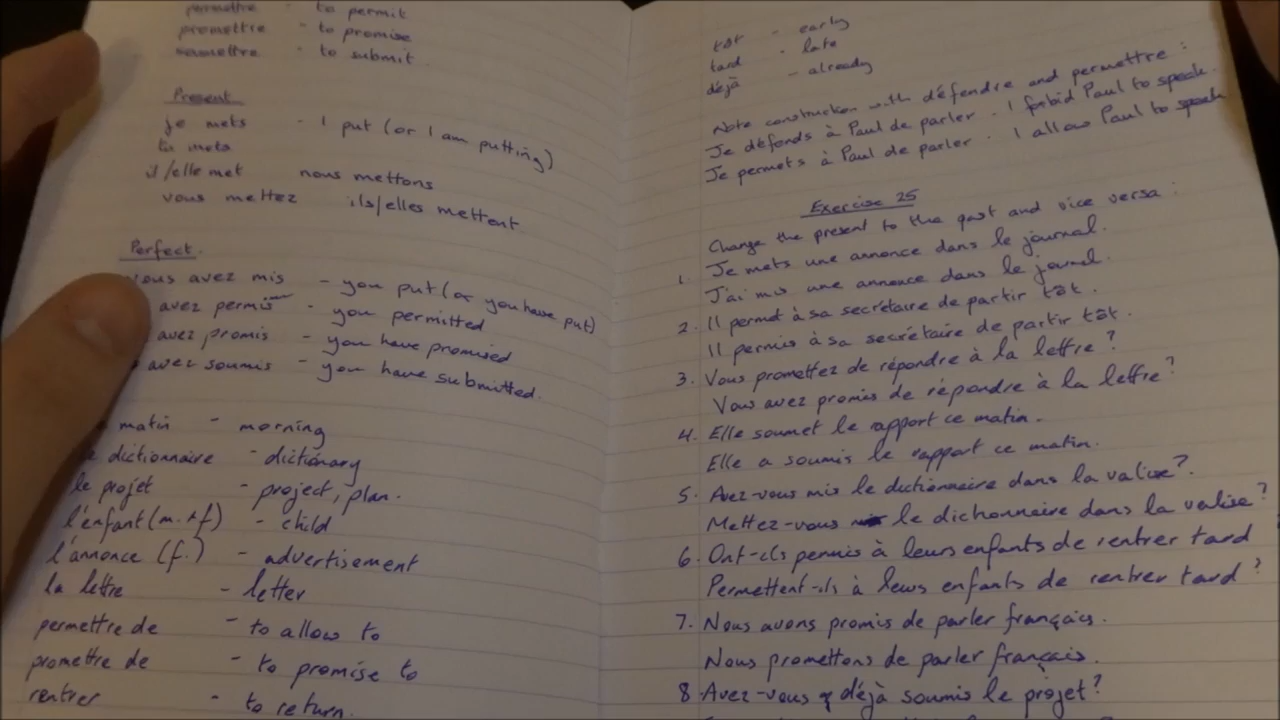 permettre - to permit
promettre - to promise
soumettre - to submit
Present
je mets - I put (or I am putting)
tu mets
il/elle met nous mettons
vous mettez ils/elles mettent
Perfect.
vous avez mis - you put (or you have put)
avez permis - you permitted
avez promis - you have promised
avez soumis - you have submitted.
matin - morning
dictionnaire - dictionary
le projet - project, plan.
l'enfant (m.+f) - child
l'annonce (f.) - advertisement
la lettre - letter
permettre de - to allow to
promettre de - to promise to
rentrer - to return.
tôt - early
tard - late
déjà - already
Note construction with défendre and permettre :
Je défends à Paul de parler - I forbid Paul to speak.
Je permets à Paul de parler - I allow Paul to speak
Exercise 25
Change the present to the past and vice versa :
1. Je mets une annonce dans le journal.
J'ai mis une annonce dans le journal.
2. Il permet à sa secrétaire de partir tôt.
Il permis à sa secrétaire de partir tôt.
3. Vous promettez de répondre à la lettre ?
Vous avez promis de répondre à la lettre ?
4. Elle soumet le rapport ce matin.
Elle a soumis le rapport ce matin.
5. Avez-vous mis le dictionnaire dans la valise ?
Mettez-vous le dictionnaire dans la valise ?
6. Ont-ils permis à leurs enfants de rentrer tard
Permettent-ils à leurs enfants de rentrer tard ?
7. Nous avons promis de parler français.
Nous promettons de parler français.
8 Avez-vous déjà soumis le projet ?